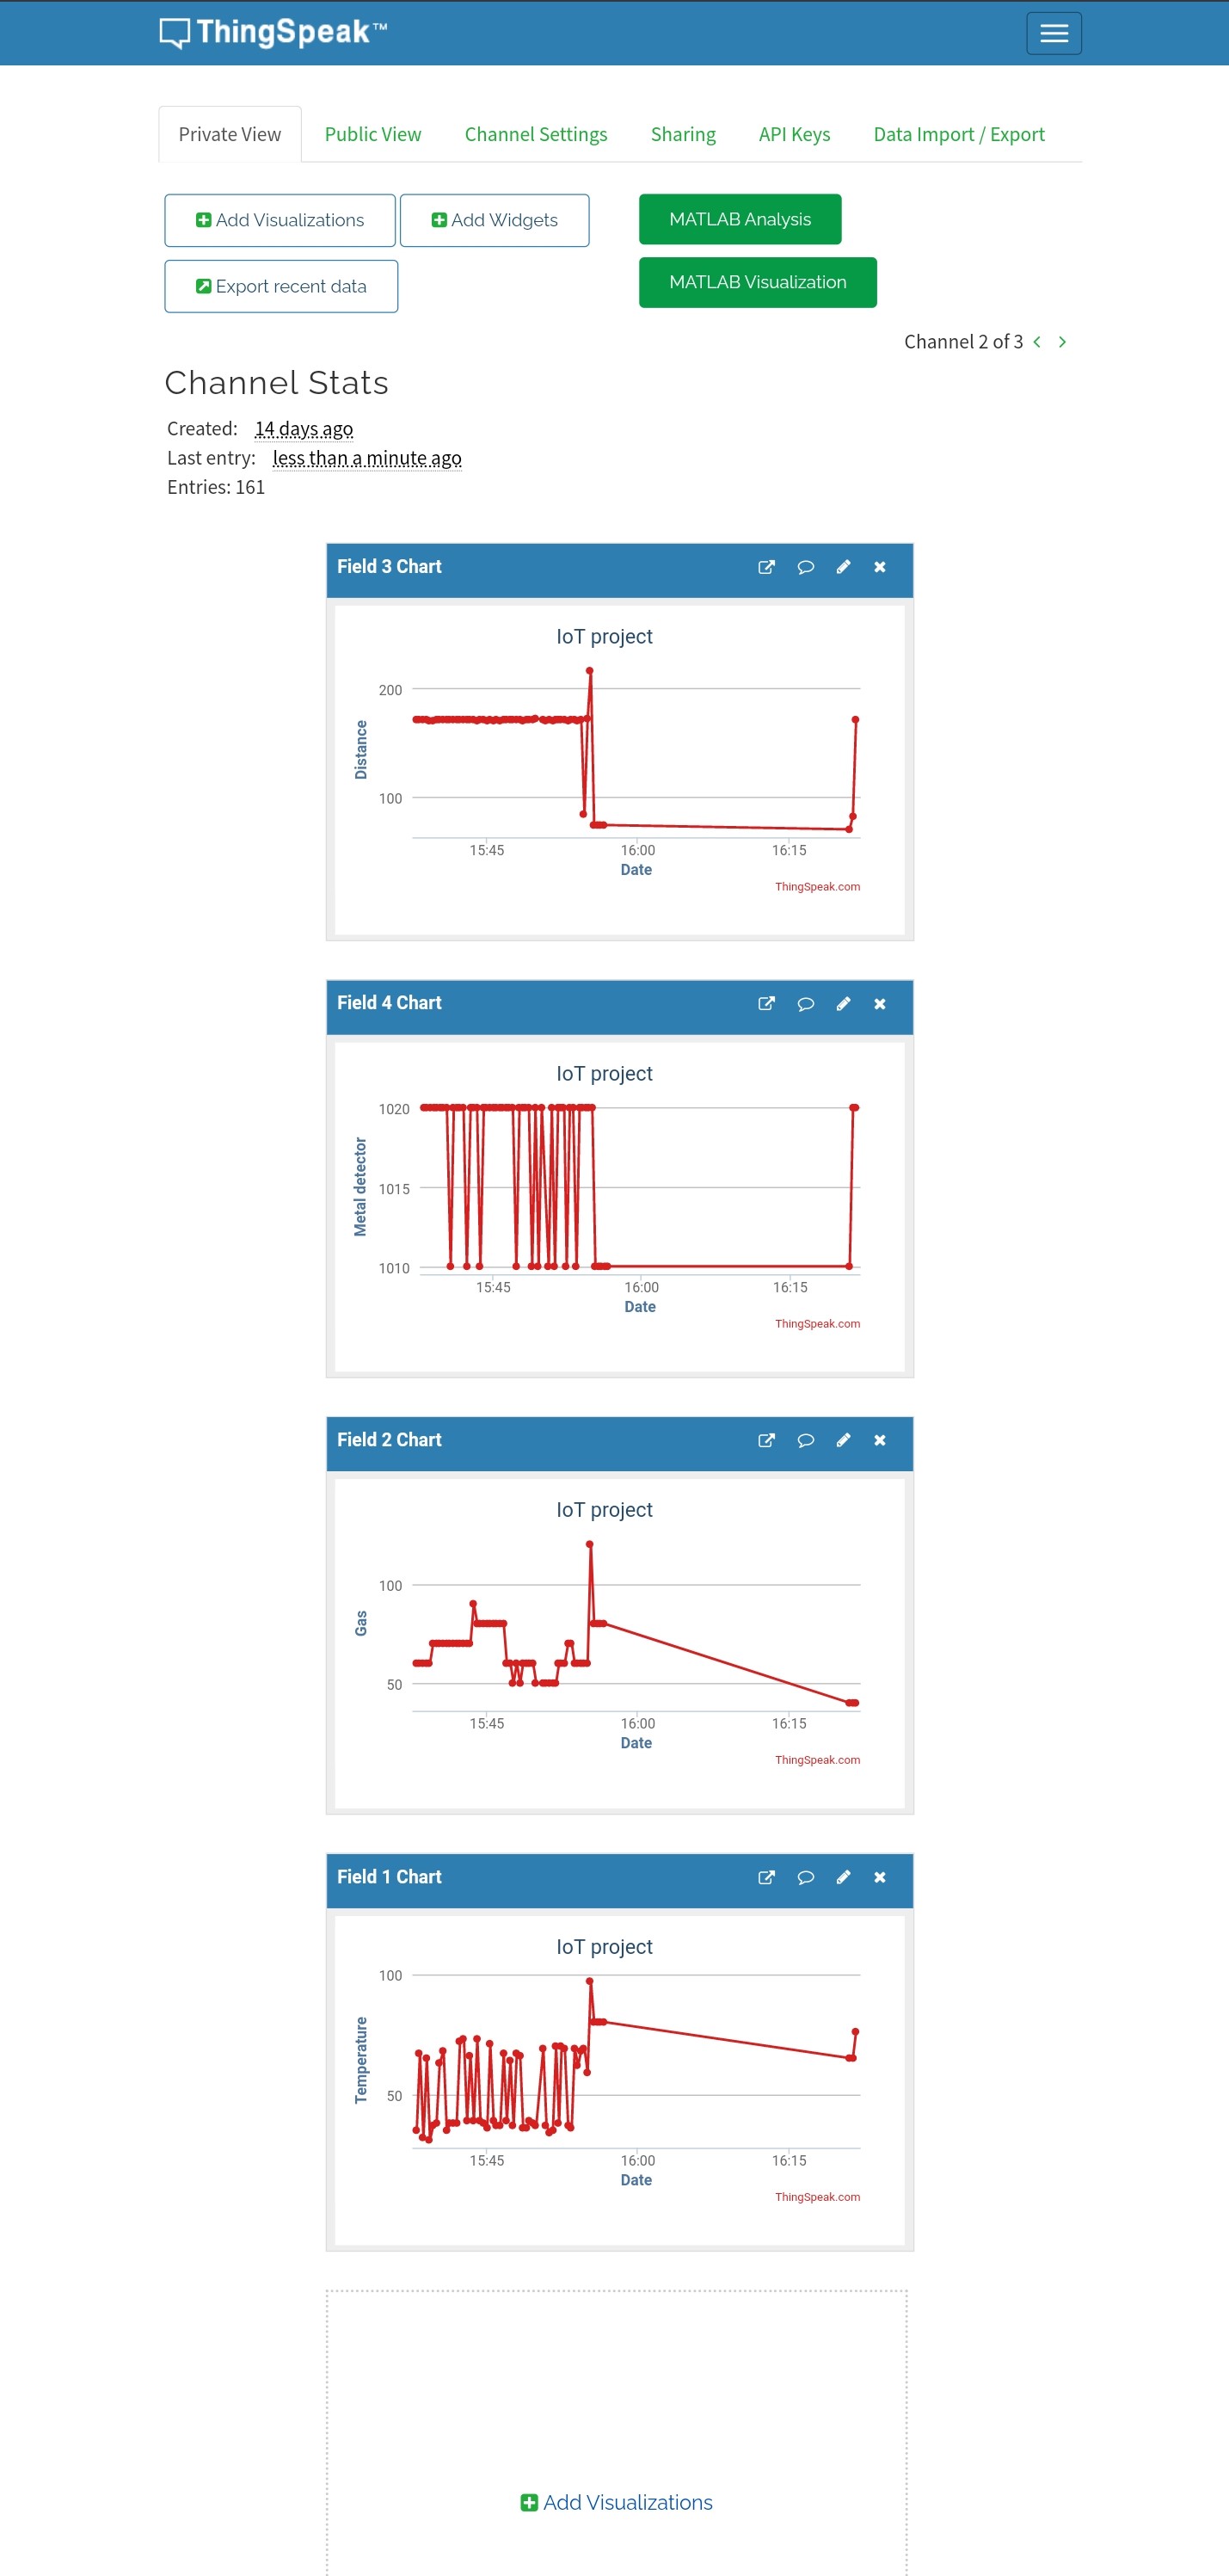 ThingSpeak™
Private View Public View Channel Settings Sharing API Keys Data Import / Export
Add Visualizations Add Widgets MATLAB Analysis
Export recent data MATLAB Visualization
Channel 2 of 3
Channel Stats
Created: 14 days ago
Last entry: less than a minute ago
Entries: 161
Field 3 Chart
IoT project
200
Distance
100
15:45 16:00 16:15
Date
ThingSpeak.com
Field 4 Chart
IoT project
1020
Metal detector
1015
1010
15:45 16:00 16:15
Date
ThingSpeak.com
Field 2 Chart
IoT project
100
Gas
50
15:45 16:00 16:15
Date
ThingSpeak.com
Field 1 Chart
IoT project
100
Temperature
50
15:45 16:00 16:15
Date
ThingSpeak.com
Add Visualizations